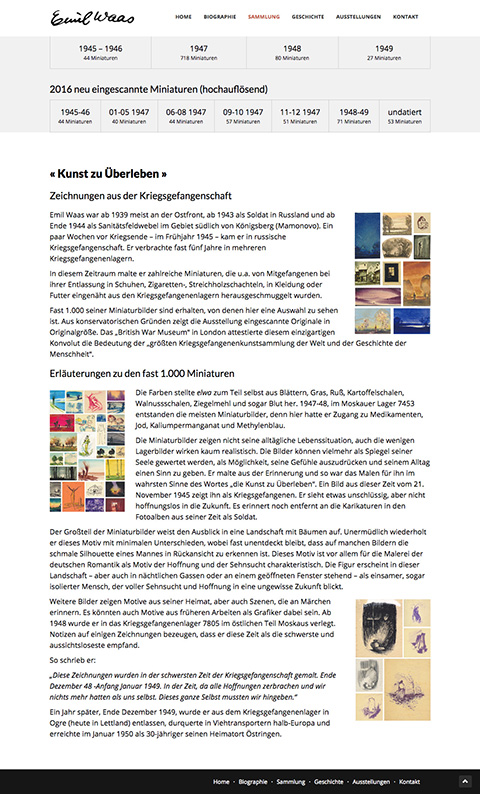 Emil Waas
HOME BIOGRAPHIE SAMMLUNG GESCHICHTE AUSSTELLUNGEN KONTAKT
1945 – 1946 1947 1948 1949
44 Miniaturen 718 Miniaturen 80 Miniaturen 27 Miniaturen
2016 neu eingescannte Miniaturen (hochauflösend)
1945-46 01-05 1947 06-08 1947 09-10 1947 11-12 1947 1948-49 undatiert
44 Miniaturen 40 Miniaturen 44 Miniaturen 57 Miniaturen 51 Miniaturen 71 Miniaturen 53 Miniaturen
« Kunst zu Überleben »
Zeichnungen aus der Kriegsgefangenschaft
Emil Waas war ab 1939 meist an der Ostfront, ab 1943 als Soldat in Russland und ab
Ende 1944 als Sanitätsfeldwebel im Gebiet südlich von Königsberg (Mamonovo). Ein
paar Wochen vor Kriegsende – im Frühjahr 1945 – kam er in russische
Kriegsgefangenschaft. Er verbrachte fast fünf Jahre in mehreren
Kriegsgefangenenlagern.
In diesem Zeitraum malte er zahlreiche Miniaturen, die u.a. von Mitgefangenen bei
ihrer Entlassung in Schuhen, Zigaretten-, Streichholzschachteln, in Kleidung oder
Futter eingenäht aus den Kriegsgefangenenlagern herausgeschmuggelt wurden.
Fast 1.000 seiner Miniaturbilder sind erhalten, von denen hier eine Auswahl zu sehen
ist. Aus konservatorischen Gründen zeigt die Ausstellung eingescannte Originale in
Originalgröße. Das „British War Museum“ in London attestierte diesem einzigartigen
Konvolut die Bedeutung der „größten Kriegsgefangenenkunstsammlung der Welt und der Geschichte der
Menschheit“.
Erläuterungen zu den fast 1.000 Miniaturen
Die Farben stellte elwa zum Teil selbst aus Blättern, Gras, Ruß, Kartoffelschalen,
Walnussschalen, Ziegelmehl und sogar Blut her. 1947-48, im Moskauer Lager 7453
entstanden die meisten Miniaturbilder, denn hier hatte er Zugang zu Medikamenten,
Jod, Kaliumpermanganat und Methylenblau.
Die Miniaturbilder zeigen nicht seine alltägliche Lebenssituation, auch die wenigen
Lagerbilder wirken kaum realistisch. Die Bilder können vielmehr als Spiegel seiner
Seele gewertet werden, als Möglichkeit, seine Gefühle auszudrücken und seinem Alltag
einen Sinn zu geben. Er malte aus der Erinnerung und so war das Malen für ihn im
wahrsten Sinne des Wortes „die Kunst zu Überleben“. Ein Bild aus dieser Zeit vom 21.
November 1945 zeigt ihn als Kriegsgefangenen. Er sieht etwas unschlüssig, aber nicht
hoffnungslos in die Zukunft. Es erinnert noch entfernt an die Karikaturen in den
Fotoalben aus seiner Zeit als Soldat.
Der Großteil der Miniaturbilder weist den Ausblick in eine Landschaft mit Bäumen auf. Unermüdlich wiederholt
er dieses Motiv mit minimalen Unterschieden, wobei fast unentdeckt bleibt, dass auf manchen Bildern die
schmale Silhouette eines Mannes in Rückansicht zu erkennen ist. Dieses Motiv ist vor allem für die Malerei der
deutschen Romantik als Motiv der Hoffnung und der Sehnsucht charakteristisch. Die Figur erscheint in dieser
Landschaft – aber auch in nächtlichen Gassen oder an einem geöffneten Fenster stehend – als einsamer, sogar
isolierter Mensch, der voller Sehnsucht und Hoffnung in eine ungewisse Zukunft blickt.
Weitere Bilder zeigen Motive aus seiner Heimat, aber auch Szenen, die an Märchen
erinnern. Es könnten auch Motive aus früheren Arbeiten als Grafiker dabei sein. Ab
1948 wurde er in das Kriegsgefangenenlager 7805 im östlichen Teil Moskaus verlegt.
Notizen auf einigen Zeichnungen bezeugen, dass er diese Zeit als die schwerste und
aussichtsloseste empfand.
So schrieb er:
„Diese Zeichnungen wurden in der schwersten Zeit der Kriegsgefangenschaft gemalt. Ende
Dezember 48 -Anfang Januar 1949. In der Zeit, da alle Hoffnungen zerbrachen und wir
nichts mehr hatten als uns selbst. Dieses ganze Selbst mussten wir hingeben.“
Ein Jahr später, Ende Dezember 1949, wurde er aus dem Kriegsgefangenenlager in
Ogre (heute in Lettland) entlassen, durquerte in Viehtransportern halb-Europa und
erreichte im Januar 1950 als 30-jähriger seinen Heimatort Östringen.
Home • Biographie • Sammlung • Geschichte • Ausstellungen • Kontakt